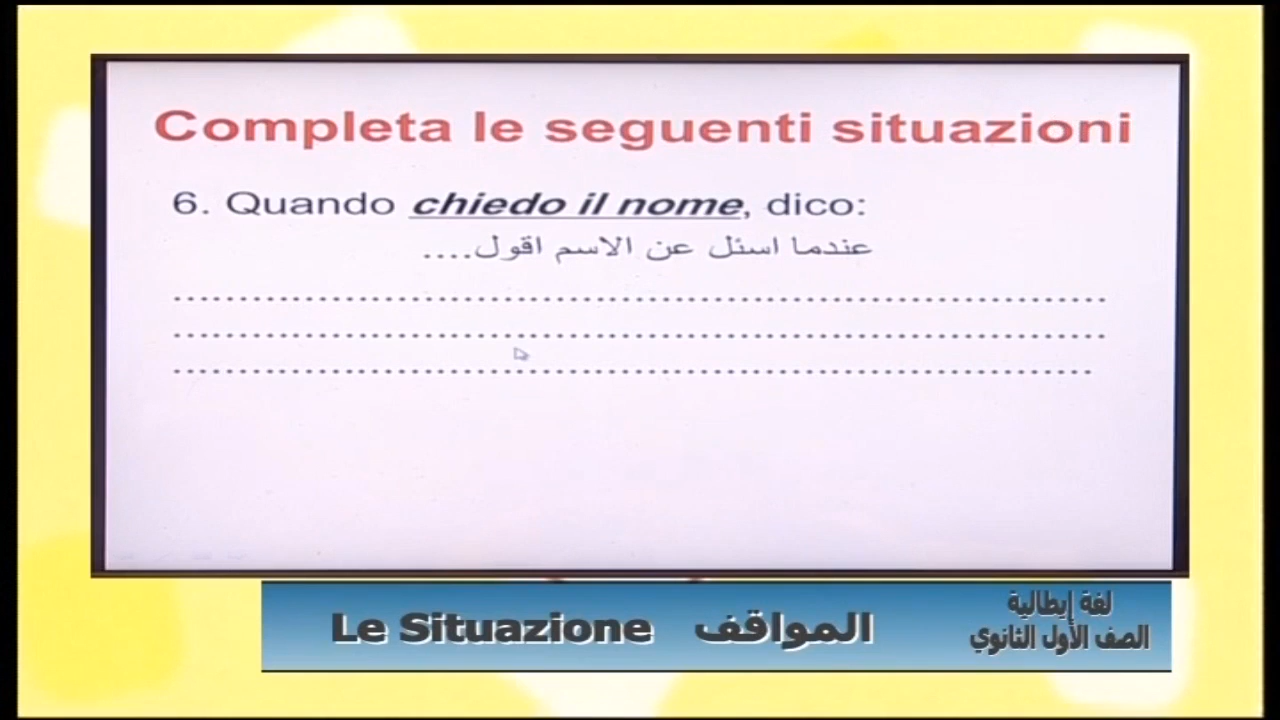 Completa le seguenti situazioni
6. Quando chiedo il nome, dico:
عندما اسئل عن الاسم اقول....
................................................................................
................................................................................
...............................................................................
Le Situazione المواقف
لغة إيطالية
الصف الأول الثانوي